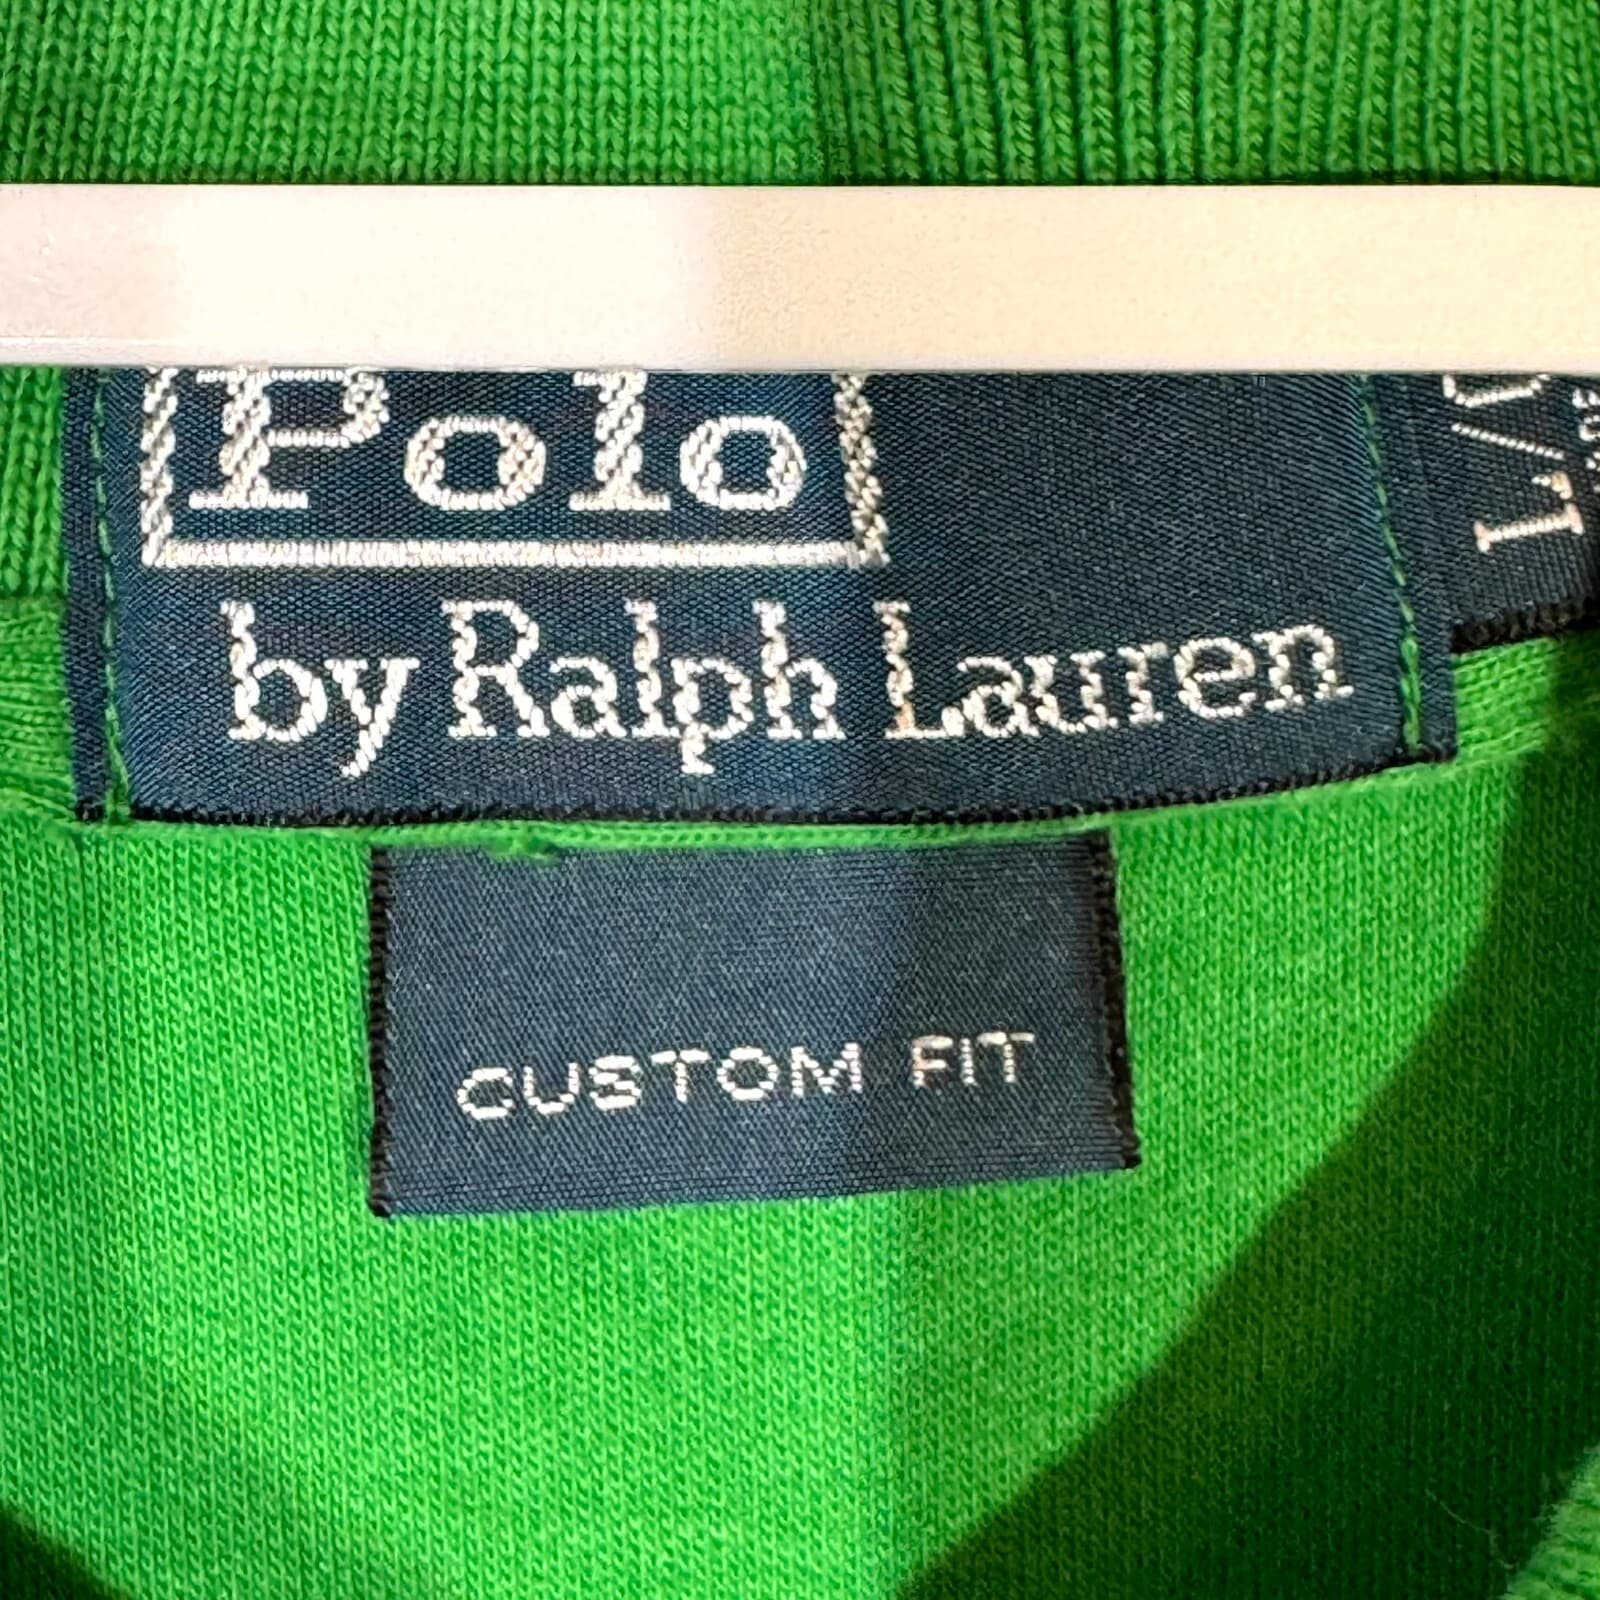 Polo
by Ralph Lauren
L/G
CUSTOM FIT